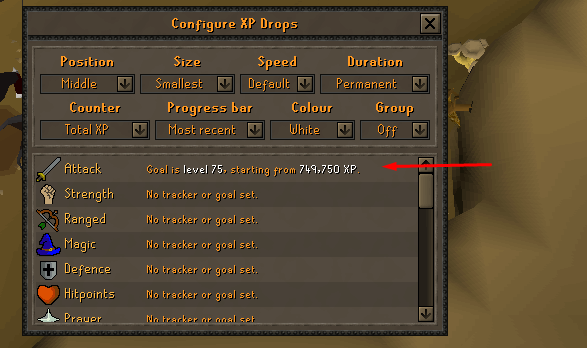 Configure XP Drops
Position Size Speed Duration
Middle Smallest Default Permanent
Counter Progress bar Colour Group
Total XP Most recent White Off
Attack Goal is level 75, starting from 749,750 XP.
Strength No tracker or goal set.
Ranged No tracker or goal set.
Magic No tracker or goal set.
Defence No tracker or goal set.
Hitpoints No tracker or goal set.
Prayer No tracker or goal set.